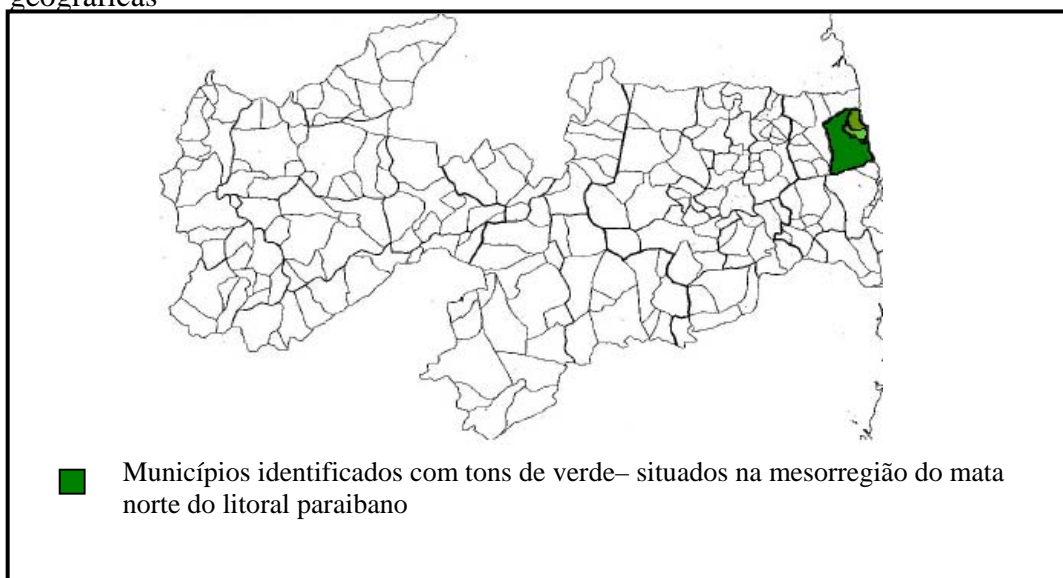 geográficas
Municípios identificados com tons de verde– situados na mesorregião do mata
norte do litoral paraibano